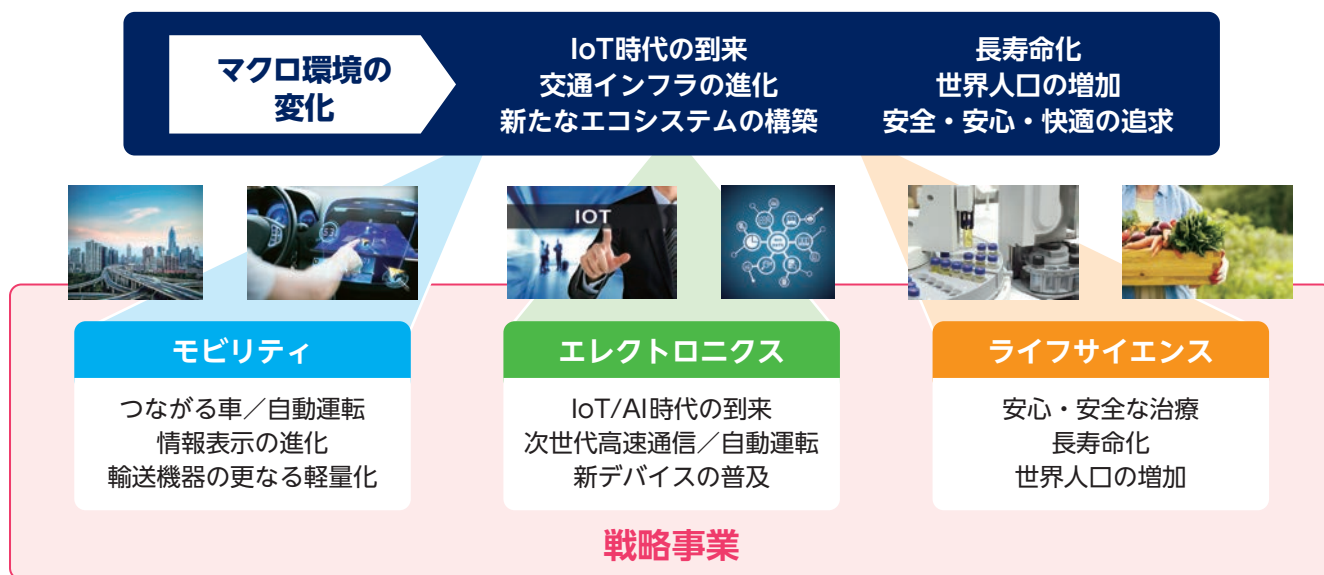 マクロ環境の
変化
IoT時代の到来
交通インフラの進化
新たなエコシステムの構築
長寿命化
世界人口の増加
安全・安心・快適の追求
IOT
モビリティ
つながる車／自動運転
情報表示の進化
輸送機器の更なる軽量化
エレクトロニクス
IoT/AI時代の到来
次世代高速通信／自動運転
新デバイスの普及
ライフサイエンス
安心・安全な治療
長寿命化
世界人口の増加
戦略事業